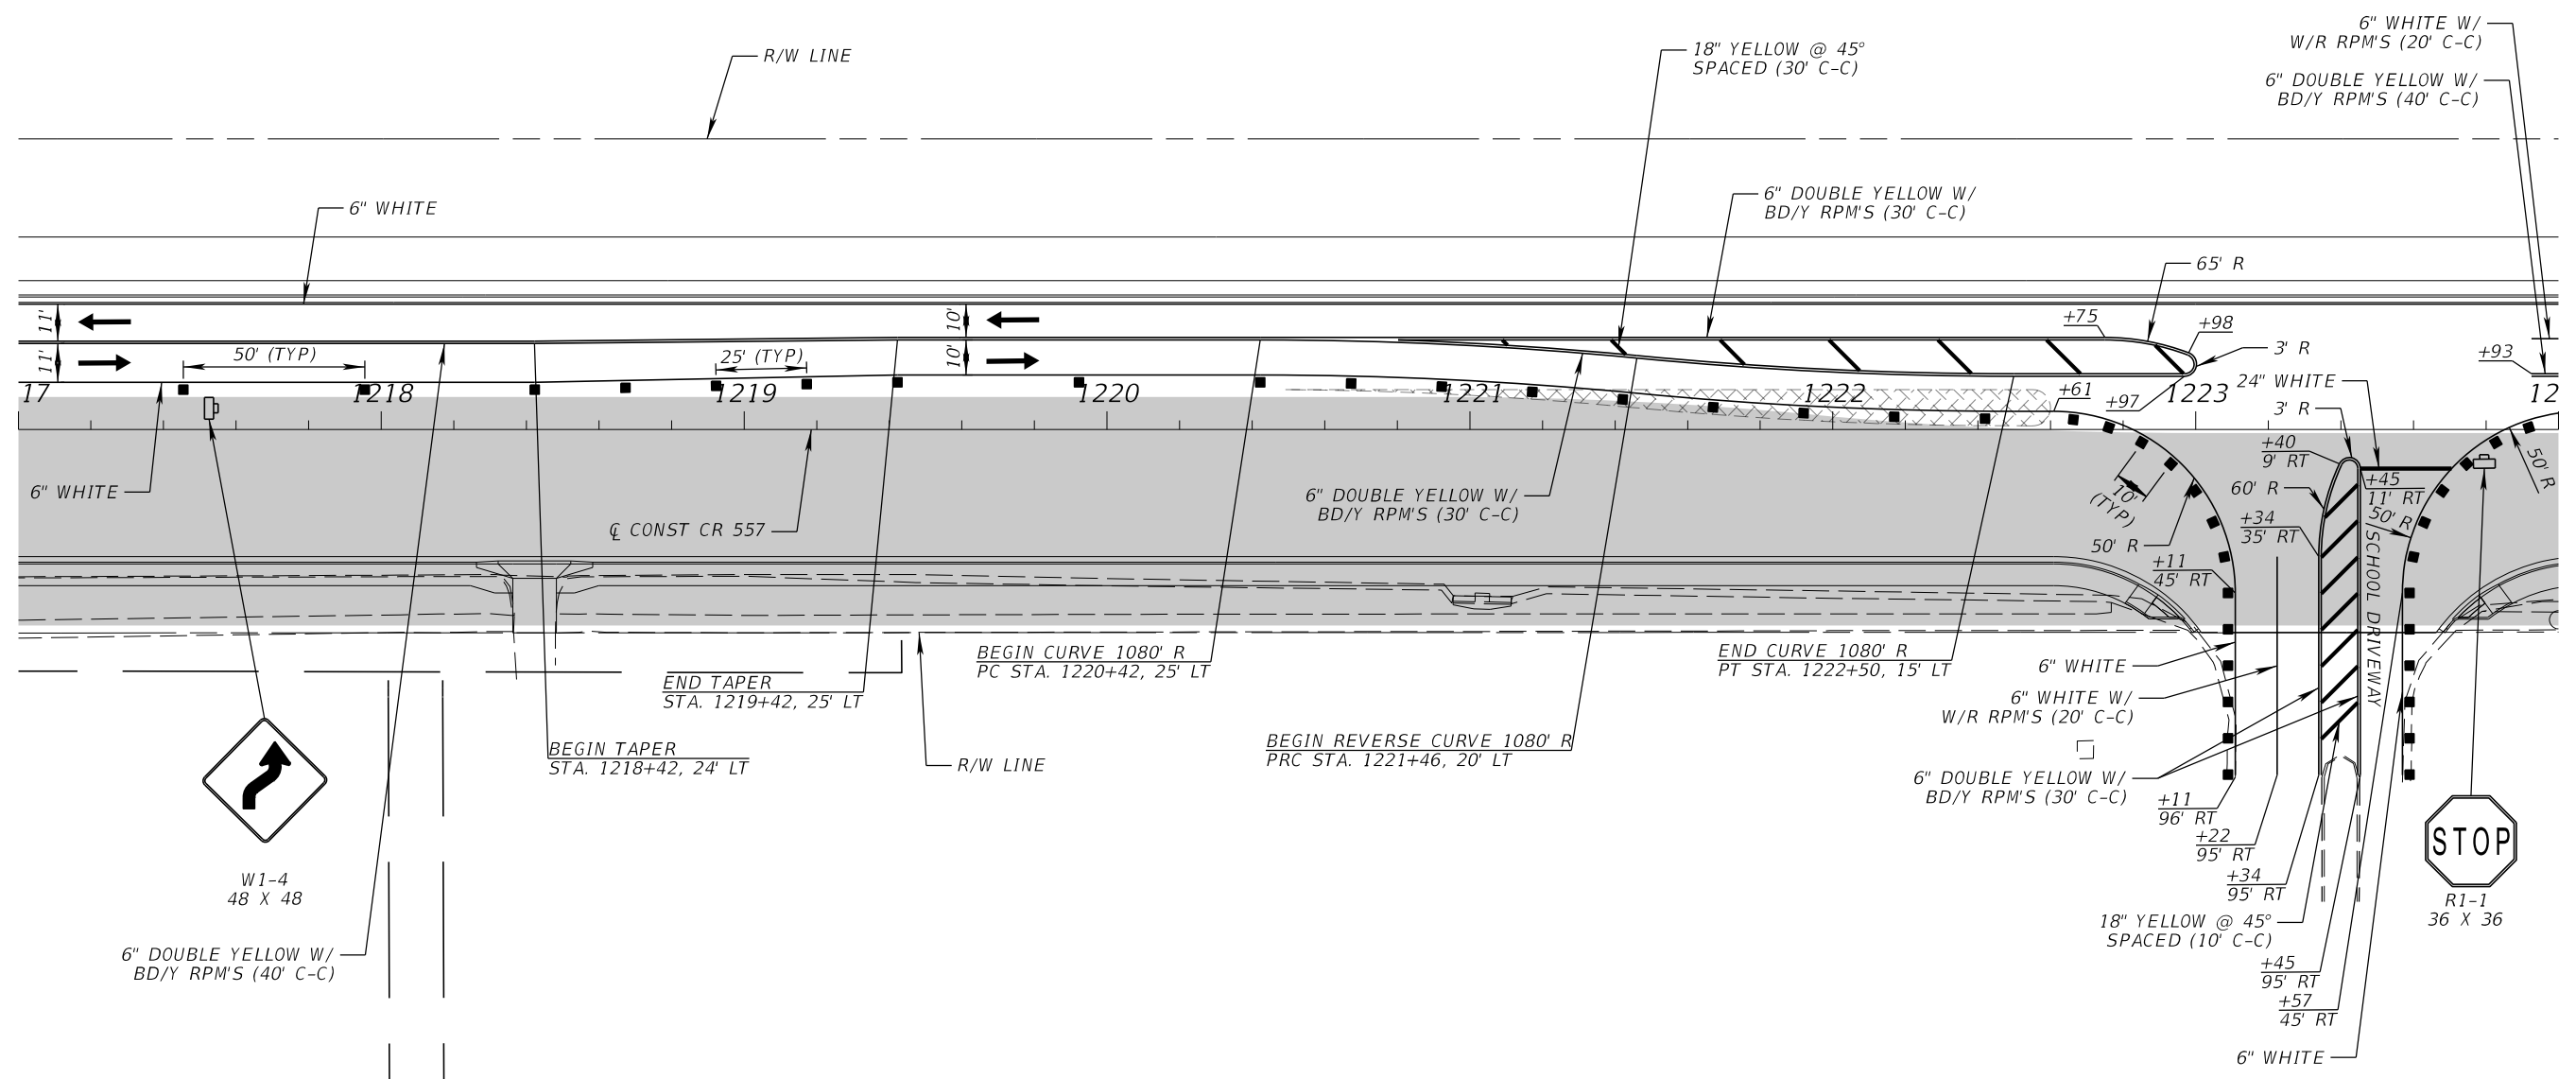 6" WHITE W/
W/R RPM'S (20' C-C)
6" DOUBLE YELLOW W/
BD/Y RPM'S (40' C-C)
R/W LINE
18" YELLOW @ 45°
SPACED (30' C-C)
6" WHITE
6" DOUBLE YELLOW W/
BD/Y RPM'S (30' C-C)
65' R
+75
+98
3' R
+93
11'
11'
10'
10'
50' (TYP)
25' (TYP)
17
1218
1219
1220
1221
1222
1223
12
+61
+97
24" WHITE
3' R
6" WHITE
℄ CONST CR 557
6" DOUBLE YELLOW W/
BD/Y RPM'S (30' C-C)
10'
(TYP)
50' R
+40
9' RT
60' R
+34
35' RT
+45
11' RT
50' R
50' R
+11
45' RT
SCHOOL DRIVEWAY
BEGIN CURVE 1080' R
PC STA. 1220+42, 25' LT
END CURVE 1080' R
PT STA. 1222+50, 15' LT
END TAPER
STA. 1219+42, 25' LT
BEGIN TAPER
STA. 1218+42, 24' LT
BEGIN REVERSE CURVE 1080' R
PRC STA. 1221+46, 20' LT
R/W LINE
6" WHITE
6" WHITE W/
W/R RPM'S (20' C-C)
6" DOUBLE YELLOW W/
BD/Y RPM'S (30' C-C)
+11
96' RT
+22
95' RT
+34
95' RT
18" YELLOW @ 45°
SPACED (10' C-C)
+45
95' RT
+57
45' RT
6" WHITE
STOP
R1-1
36 X 36
W1-4
48 X 48
6" DOUBLE YELLOW W/
BD/Y RPM'S (40' C-C)